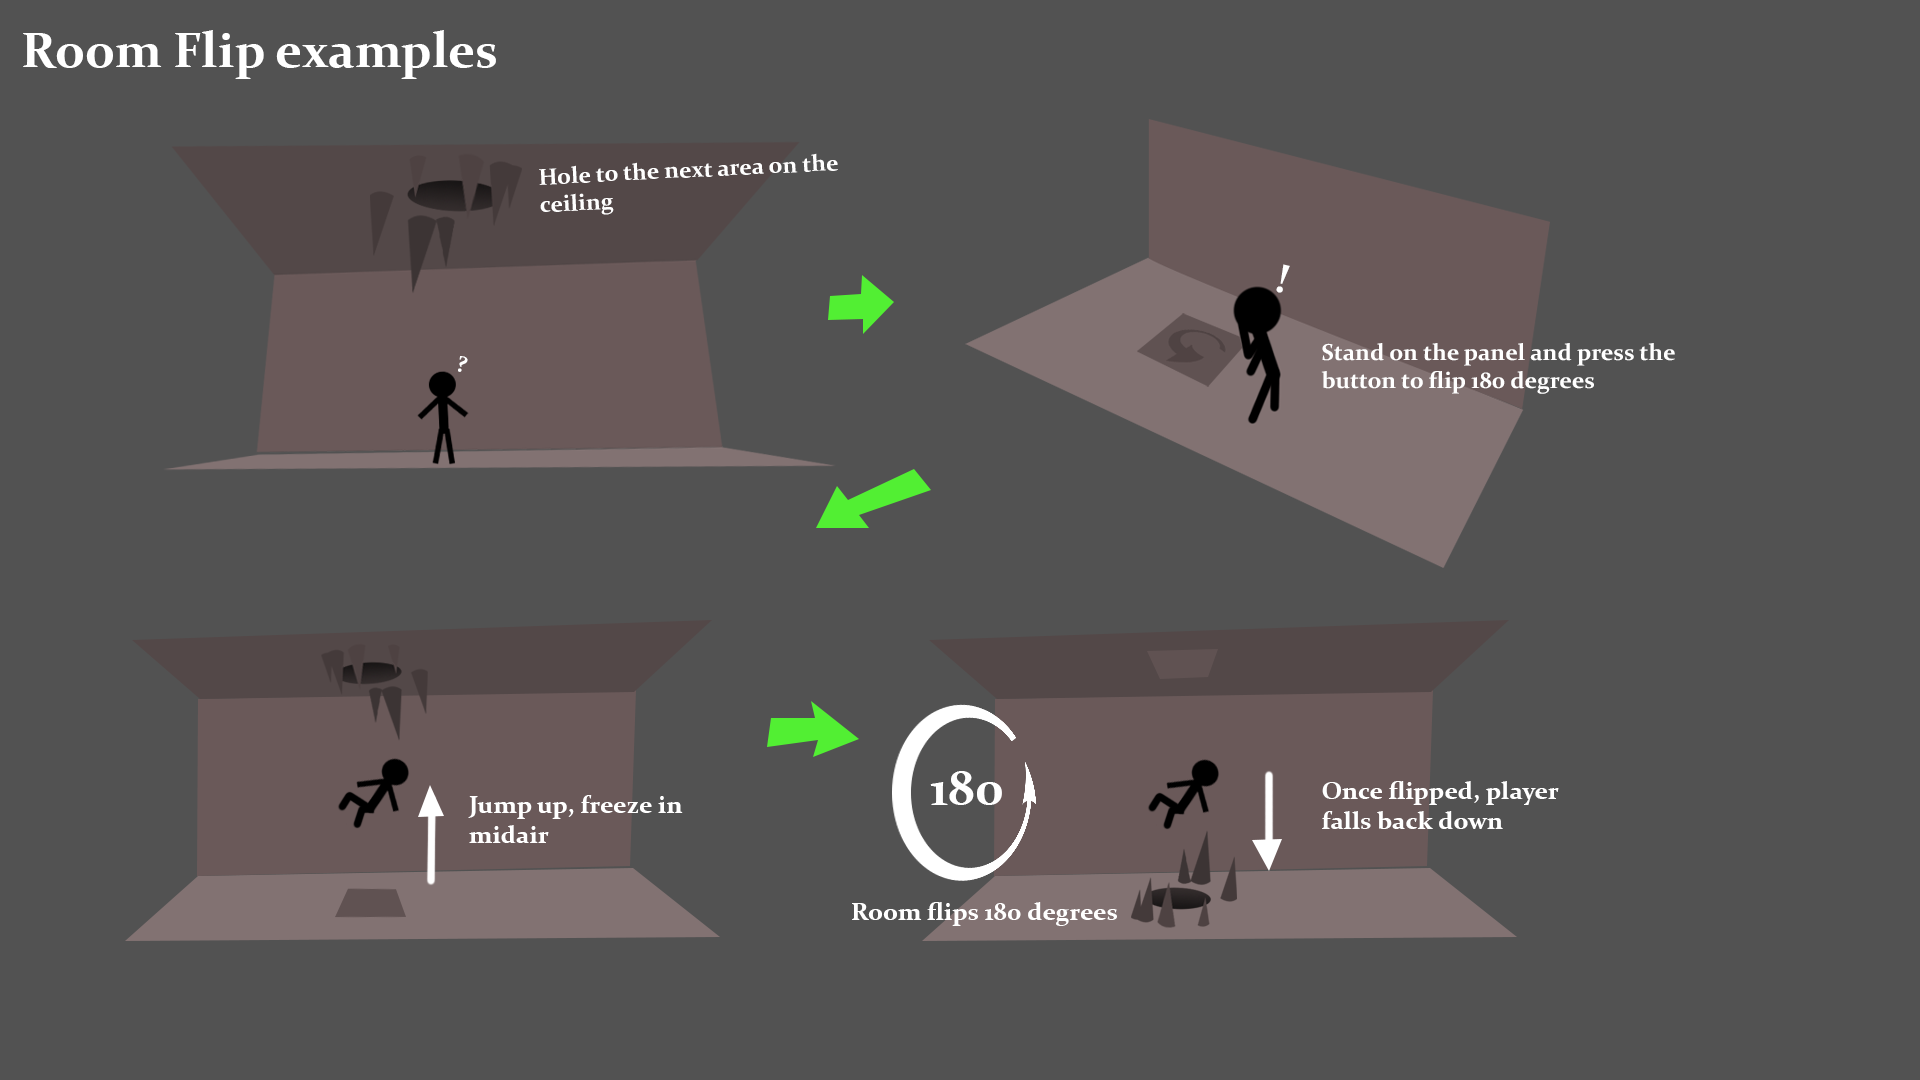 Room Flip examples
Hole to the next area on the
ceiling
?
!
Stand on the panel and press the
button to flip 180 degrees
Jump up, freeze in
midair
180
Room flips 180 degrees
Once flipped, player
falls back down